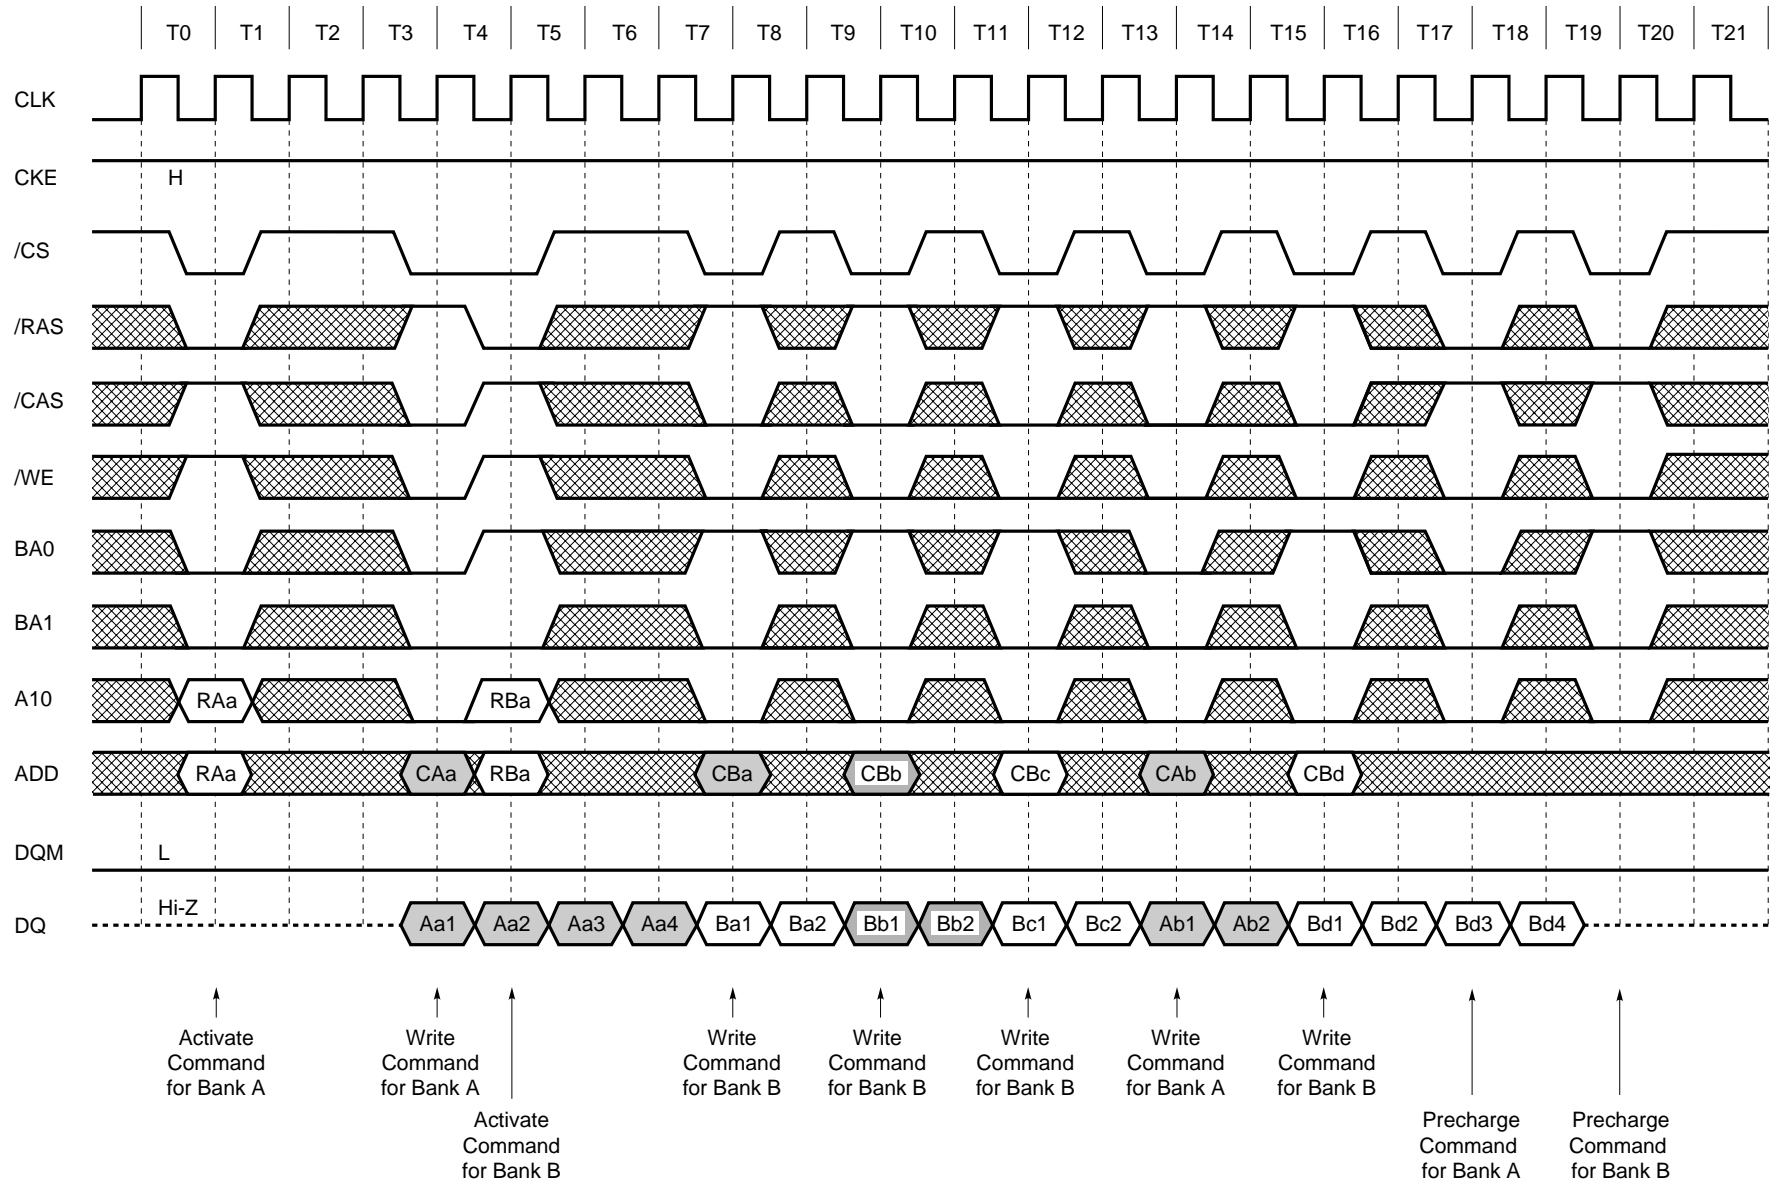 T0 T1 T2 T3 T4 T5 T6 T7 T8 T9 T10 T11 T12 T13 T14 T15 T16 T17 T18 T19 T20 T21
CLK
CKE H
/CS
/RAS
/CAS
/WE
BA0
BA1
A10 RAa RBa
ADD RAa CAa RBa CBa CBb CBc CAb CBd
DQM L
Hi-Z
DQ Aa1 Aa2 Aa3 Aa4 Ba1 Ba2 Bb1 Bb2 Bc1 Bc2 Ab1 Ab2 Bd1 Bd2 Bd3 Bd4
Activate
Command
for Bank A
Write
Command
for Bank A
Activate
Command
for Bank B
Write
Command
for Bank B
Write
Command
for Bank B
Write
Command
for Bank B
Write
Command
for Bank A
Write
Command
for Bank B
Precharge
Command
for Bank A
Precharge
Command
for Bank B